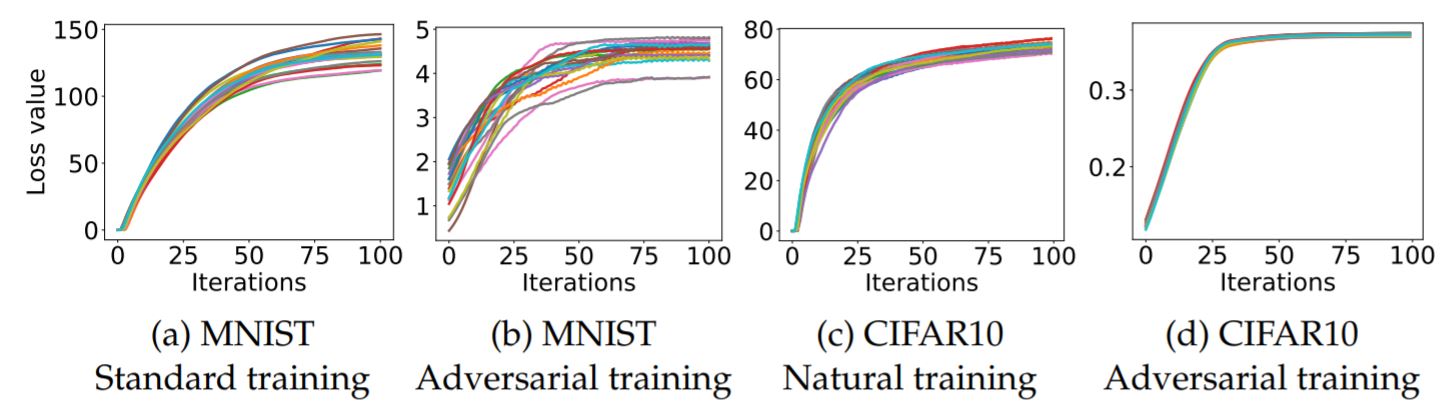 Loss value
150
100
50
0
0 25 50 75 100
Iterations
(a) MNIST
Standard training
5
4
3
2
1
0 25 50 75 100
Iterations
(b) MNIST
Adversarial training
80
60
40
20
0
0 25 50 75 100
Iterations
(c) CIFAR10
Natural training
0.3
0.2
0 25 50 75 100
Iterations
(d) CIFAR10
Adversarial training